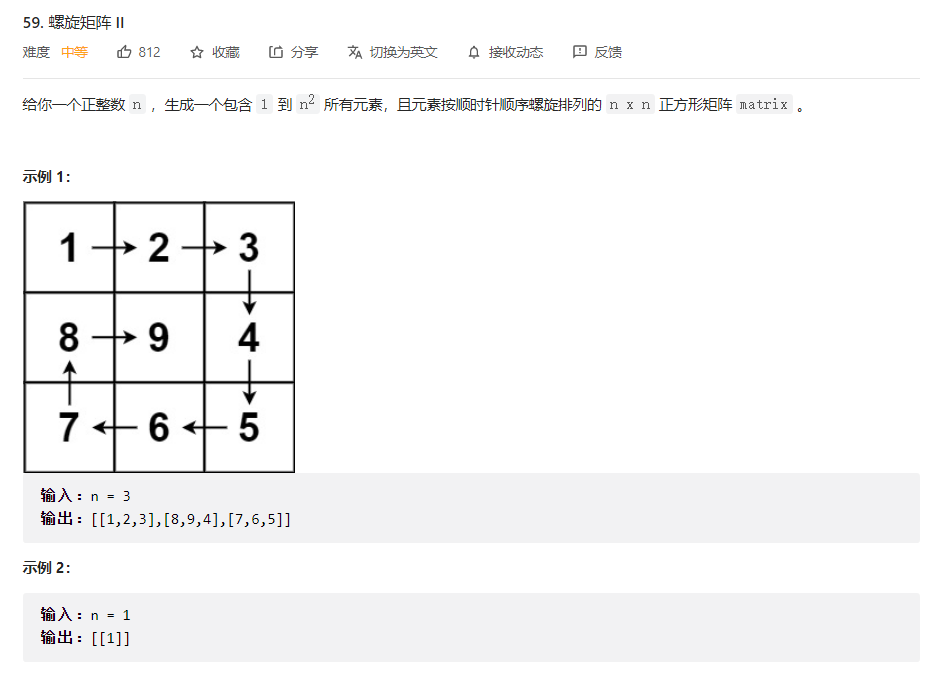 59. 螺旋矩阵 II
难度 中等 812 收藏 分享 切换为英文 接收动态 反馈
给你一个正整数 n ，生成一个包含 1 到 n² 所有元素，且元素按顺时针顺序螺旋排列的 n x n 正方形矩阵 matrix 。
示例 1：
1 2 3
8 9 4
7 6 5
输入：n = 3
输出：[[1,2,3],[8,9,4],[7,6,5]]
示例 2：
输入：n = 1
输出：[[1]]